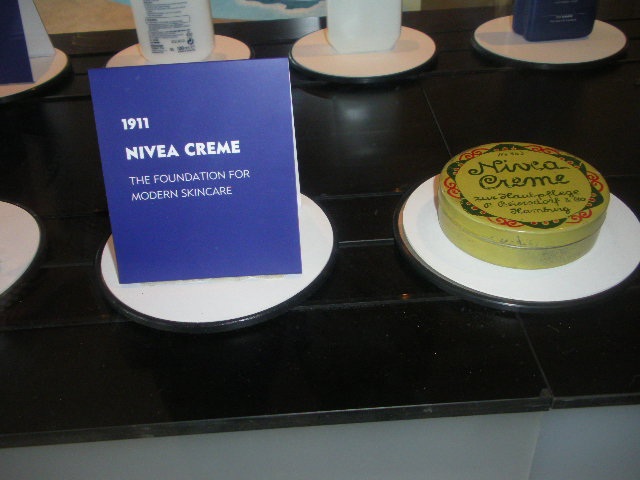 1911
NIVEA CREME
THE FOUNDATION FOR
MODERN SKINCARE
Nivea
Creme
zur Hautpflege
P. Beiersdorf & Co
Hamburg